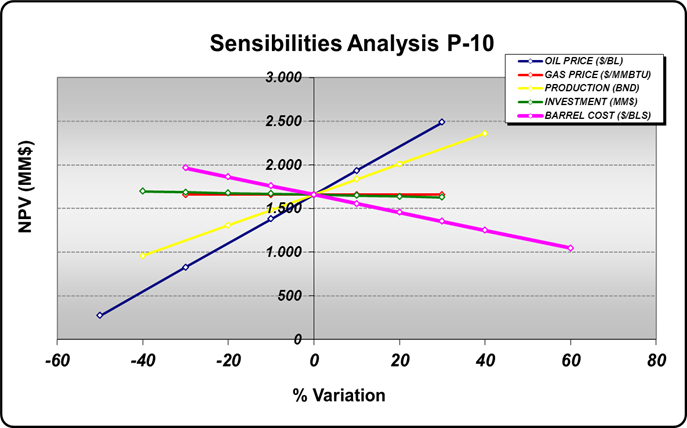 Sensibilities Analysis P-10
OIL PRICE ($/BL)
GAS PRICE ($/MMBTU)
PRODUCTION (BND)
INVESTMENT (MM$)
BARREL COST ($/BLS)
NPV (MM$)
3.000
2.500
2.000
1.500
1.000
500
0
-60 -40 -20 0 20 40 60 80
% Variation